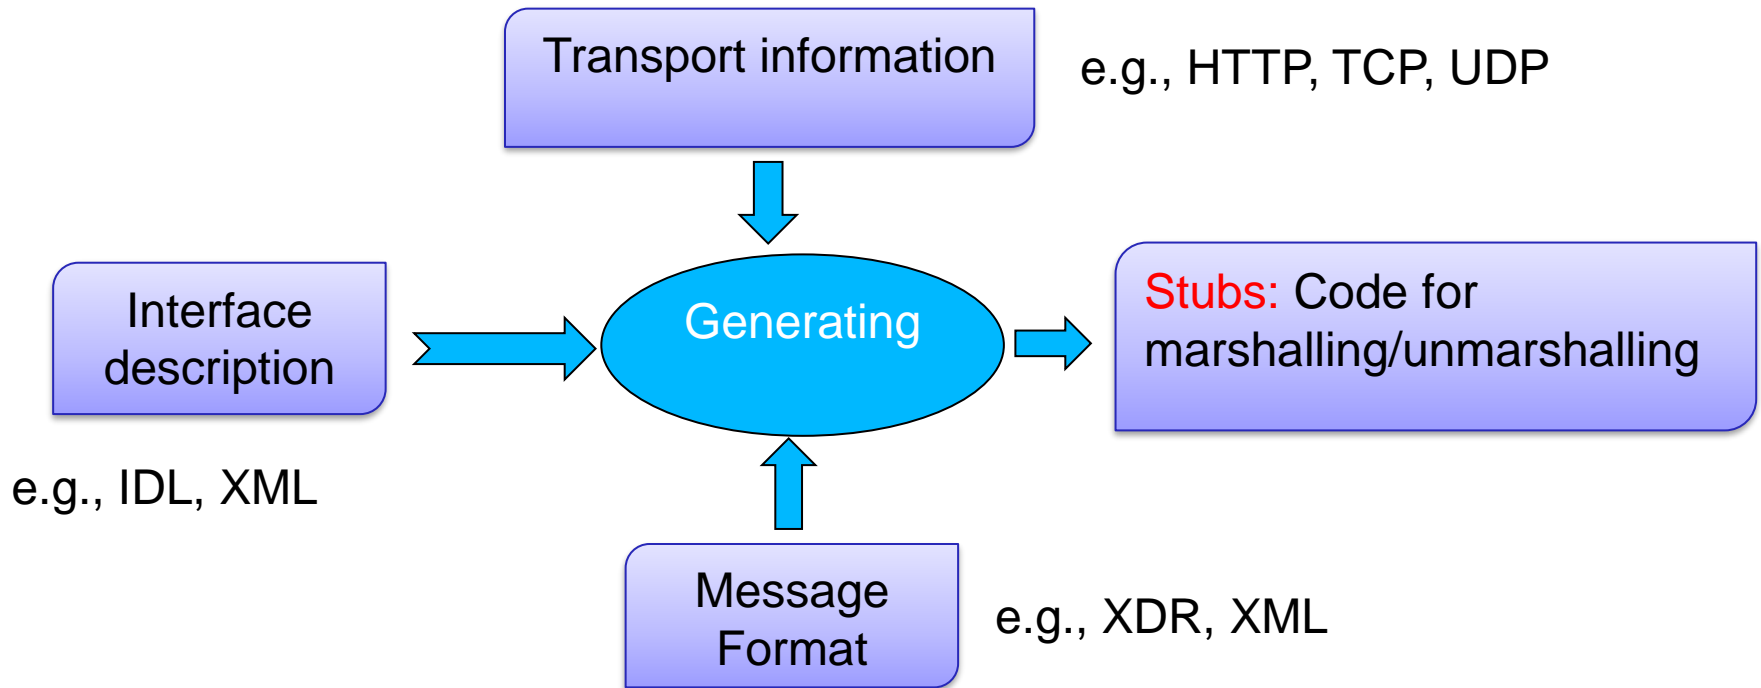 Transport information
e.g., HTTP, TCP, UDP
Interface
description
e.g., IDL, XML
Generating
Stubs: Code for
marshalling/unmarshalling
Message
Format
e.g., XDR, XML